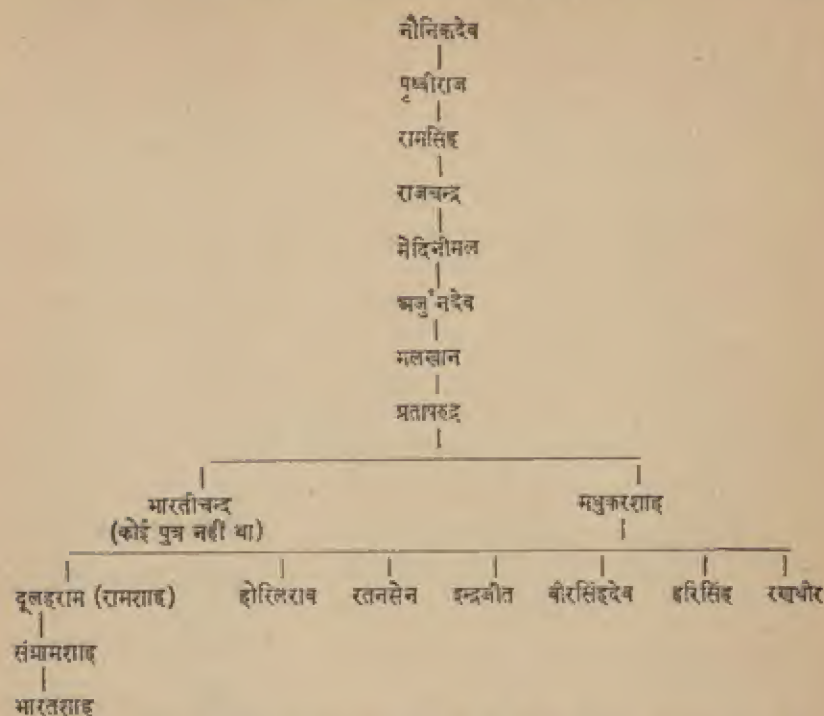 नौनिकदेव
पृथ्वीराज
रामसिंह
राजचन्द्र
मेदिनीमल
अर्जुनदेव
मलखान
प्रतापरुद्र
भारतीचन्द मधुकरशाह
(कोई पुत्र नहीं था)
दूलहराम (रामशाह) होरिलराव रतनसेन इन्द्रजीत बीरसिंहदेव हरिसिंह रणधीर
संग्रामशाह
भारतशाह